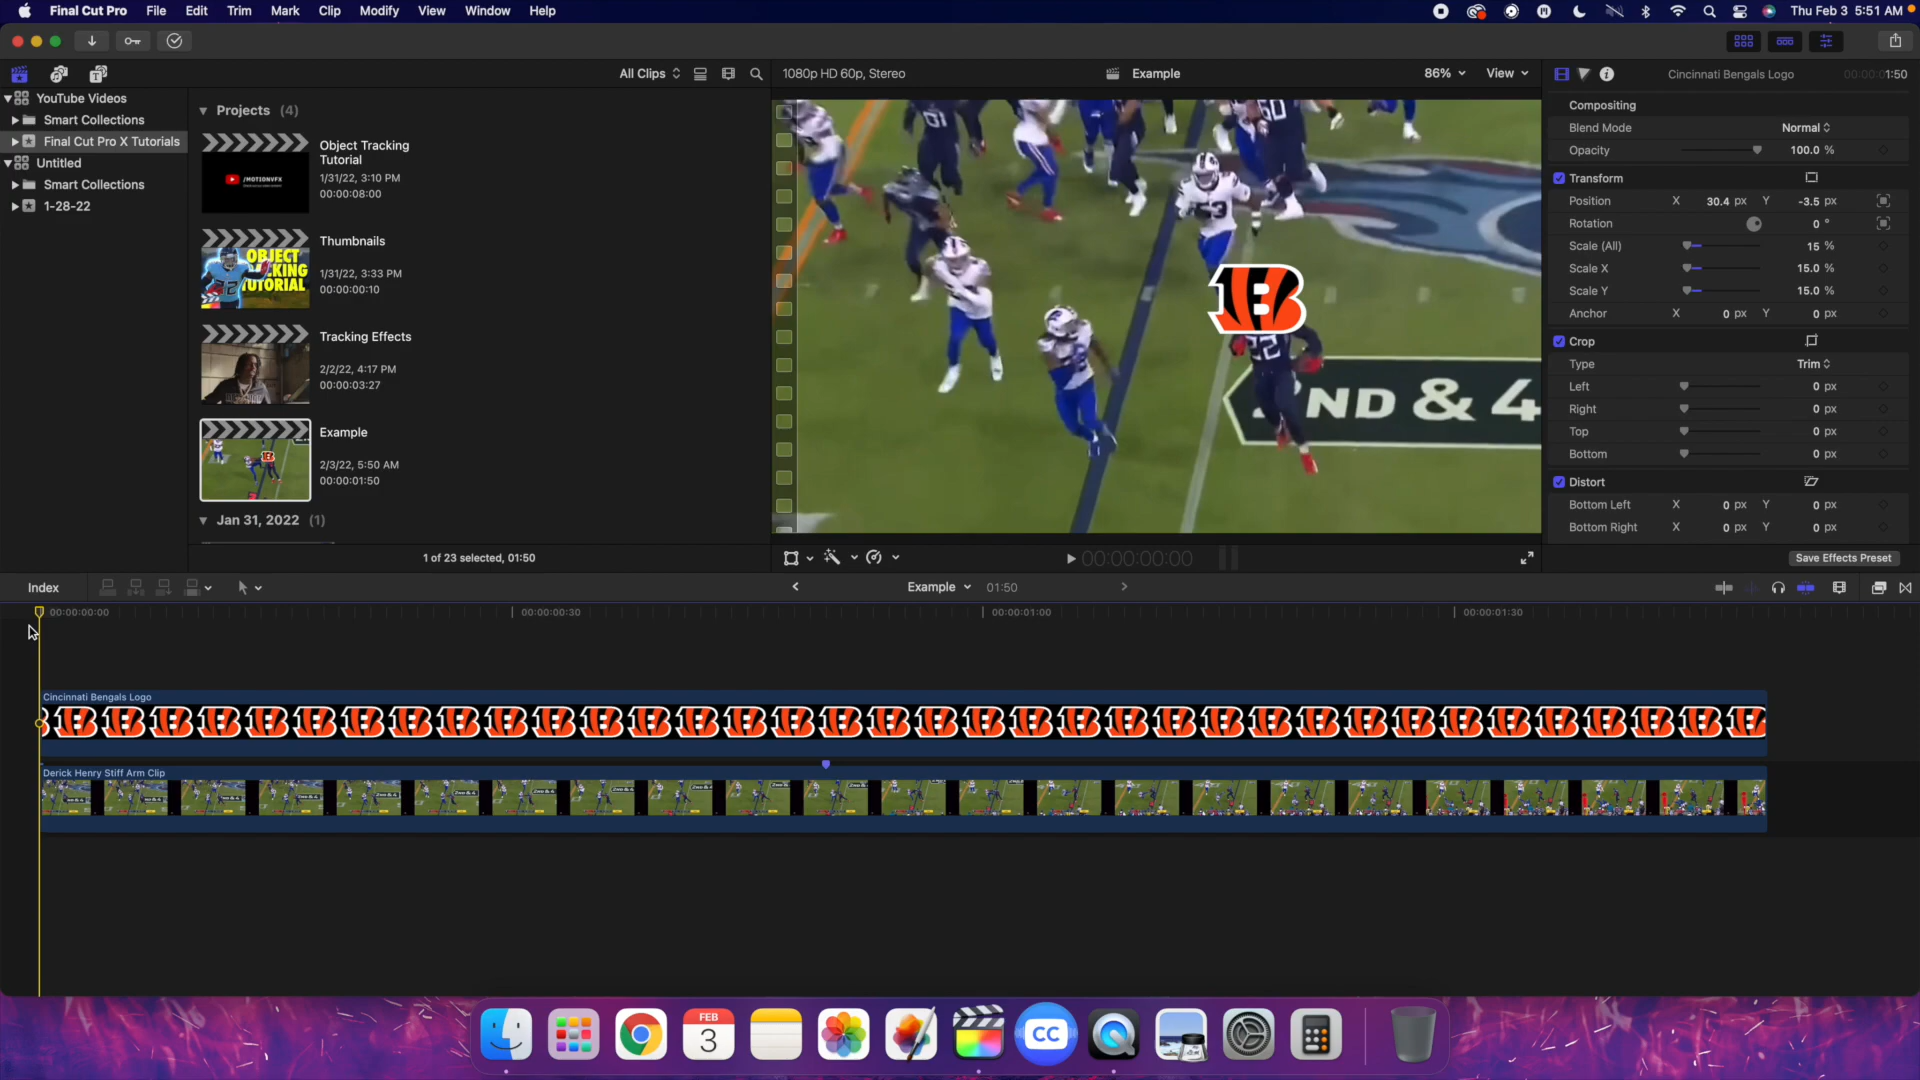 Final Cut Pro File Edit Trim Mark Clip Modify View Window Help Thu Feb 3 5:51 AM
All Clips 1080p HD 60p, Stereo Example 86% View Cincinnati Bengals Logo 00:00:01:50
YouTube Videos
Smart Collections
Final Cut Pro X Tutorials
Untitled
Smart Collections
1-28-22
Projects (4)
Object Tracking
Tutorial
1/31/22, 3:10 PM
00:00:08:00
/MOTIONVFX
Thumbnails
1/31/22, 3:33 PM
00:00:00:10
OBJECT
TUTORIAL
Tracking Effects
2/2/22, 4:17 PM
00:00:03:27
Example
2/3/22, 5:50 AM
00:00:01:50
Jan 31, 2022 (1)
1 of 23 selected, 01:50
53
B
22
2ND & 4
00:00:00:00
Compositing
Blend Mode Normal
Opacity 100.0 %
Transform
Position X 30.4 px Y -3.5 px
Rotation 0 °
Scale (All) 15 %
Scale X 15.0 %
Scale Y 15.0 %
Anchor X 0 px Y 0 px
Crop
Type Trim
Left 0 px
Right 0 px
Top 0 px
Bottom 0 px
Distort
Bottom Left X 0 px Y 0 px
Bottom Right X 0 px Y 0 px
Save Effects Preset
Index Example 01:50
00:00:00:00 00:00:00:30 00:00:01:00 00:00:01:30
Cincinnati Bengals Logo
Derick Henry Stiff Arm Clip
FEB
3
CC